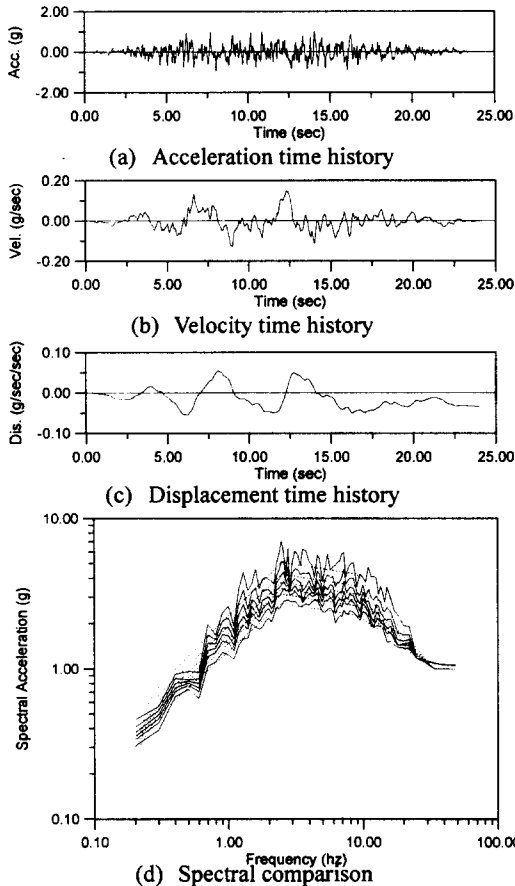 2.00
0.00
-2.00
Acc. (g)
0.00 5.00 10.00 15.00 20.00 25.00
Time (sec)
(a) Acceleration time history
0.20
0.00
-0.20
Vel. (g/sec)
0.00 5.00 10.00 15.00 20.00 25.00
Time (sec)
(b) Velocity time history
0.10
0.00
-0.10
Dis. (g/sec/sec)
0.00 5.00 10.00 15.00 20.00 25.00
Time (sec)
(c) Displacement time history
10.00
1.00
0.10
Spectral Acceleration (g)
0.10 1.00 10.00 100.00
Frequency (hz)
(d) Spectral comparison